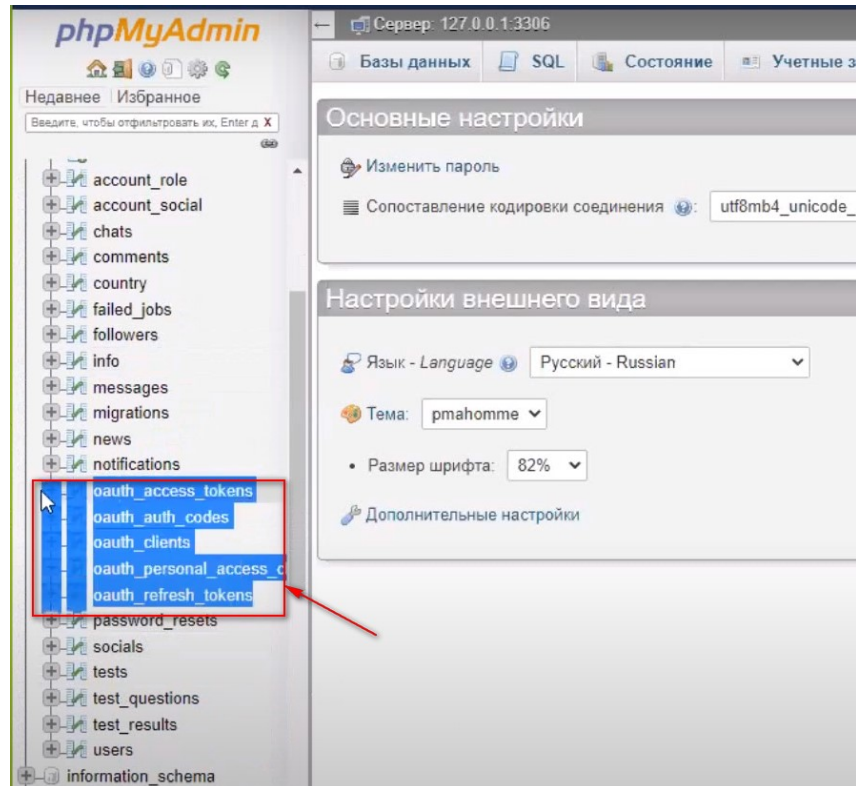 phpMyAdmin
Недавнее Избранное
Введите, чтобы отфильтровать их, Enter д X
account_role
account_social
chats
comments
country
failed_jobs
followers
info
messages
migrations
news
notifications
oauth_access_tokens
oauth_auth_codes
oauth_clients
oauth_personal_access_c
oauth_refresh_tokens
password_resets
socials
tests
test_questions
test_results
users
information_schema
Сервер: 127.0.0.1:3306
Базы данных SQL Состояние Учетные з
Основные настройки
Изменить пароль
Сопоставление кодировки соединения : utf8mb4_unicode_
Настройки внешнего вида
Язык - Language Русский - Russian
Тема: pmahomme
• Размер шрифта: 82%
Дополнительные настройки